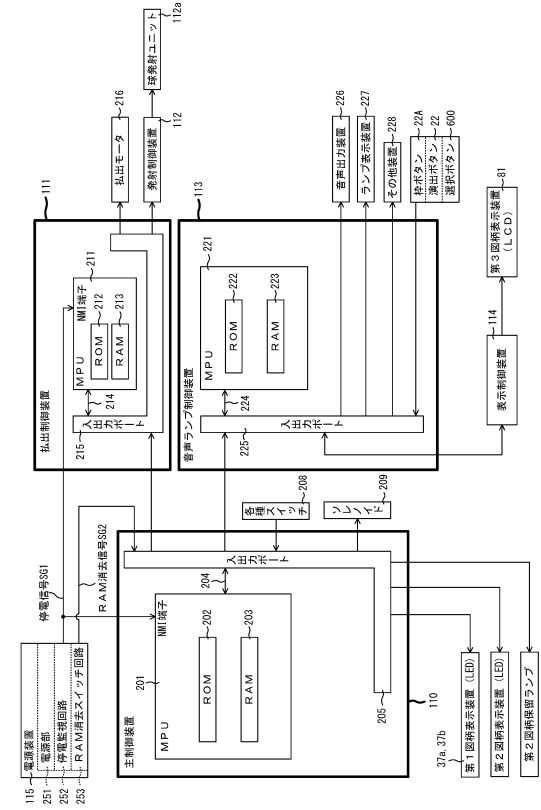 電源装置
115
電源部
251
停電監視回路
252
RAM消去スイッチ回路
253
停電信号SG1
RAM消去信号SG2
主制御装置
110
MPU
201
NMI端子
ROM
202
RAM
203
204
入出力ポート
205
各種スイッチ
208
ソレノイド
209
37a, 37b
第1図柄表示装置(LED)
第2図柄表示装置(LED)
第2図柄保留ランプ
払出制御装置
111
MPU
211
NMI端子
ROM
212
RAM
213
214
入出力ポート
215
払出モータ
216
発射制御装置
112
球発射ユニット
112a
音声ランプ制御装置
113
MPU
221
ROM
222
RAM
223
224
入出力ポート
225
音声出力装置
226
ランプ表示装置
227
その他装置
228
枠ボタン
22A
演出ボタン
22
選択ボタン
600
表示制御装置
114
第3図柄表示装置
(LCD)
81